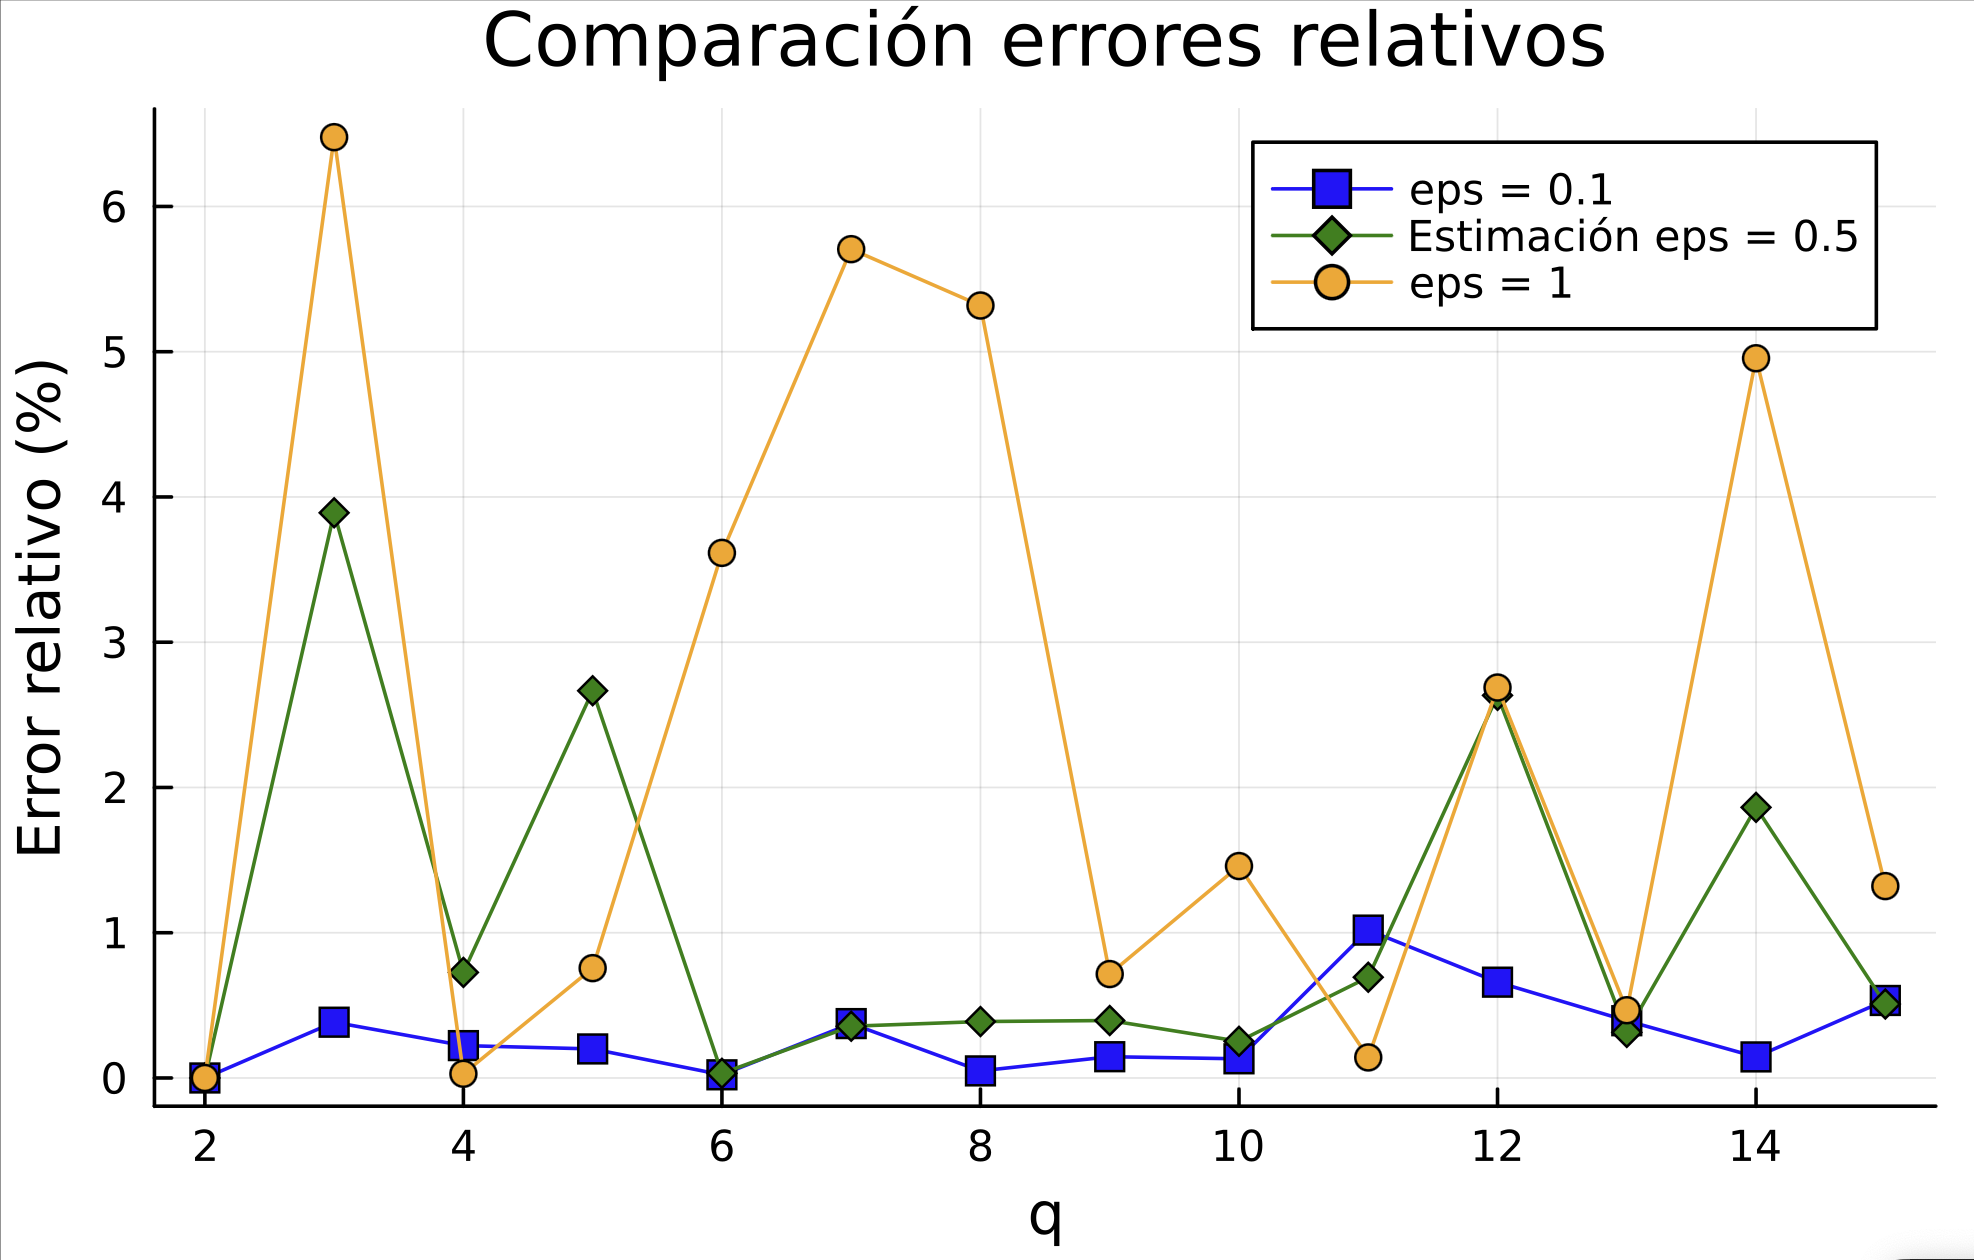 Comparación errores relativos
eps = 0.1
Estimación eps = 0.5
eps = 1
Error relativo (%)
6
5
4
3
2
1
0
2 4 6 8 10 12 14
q